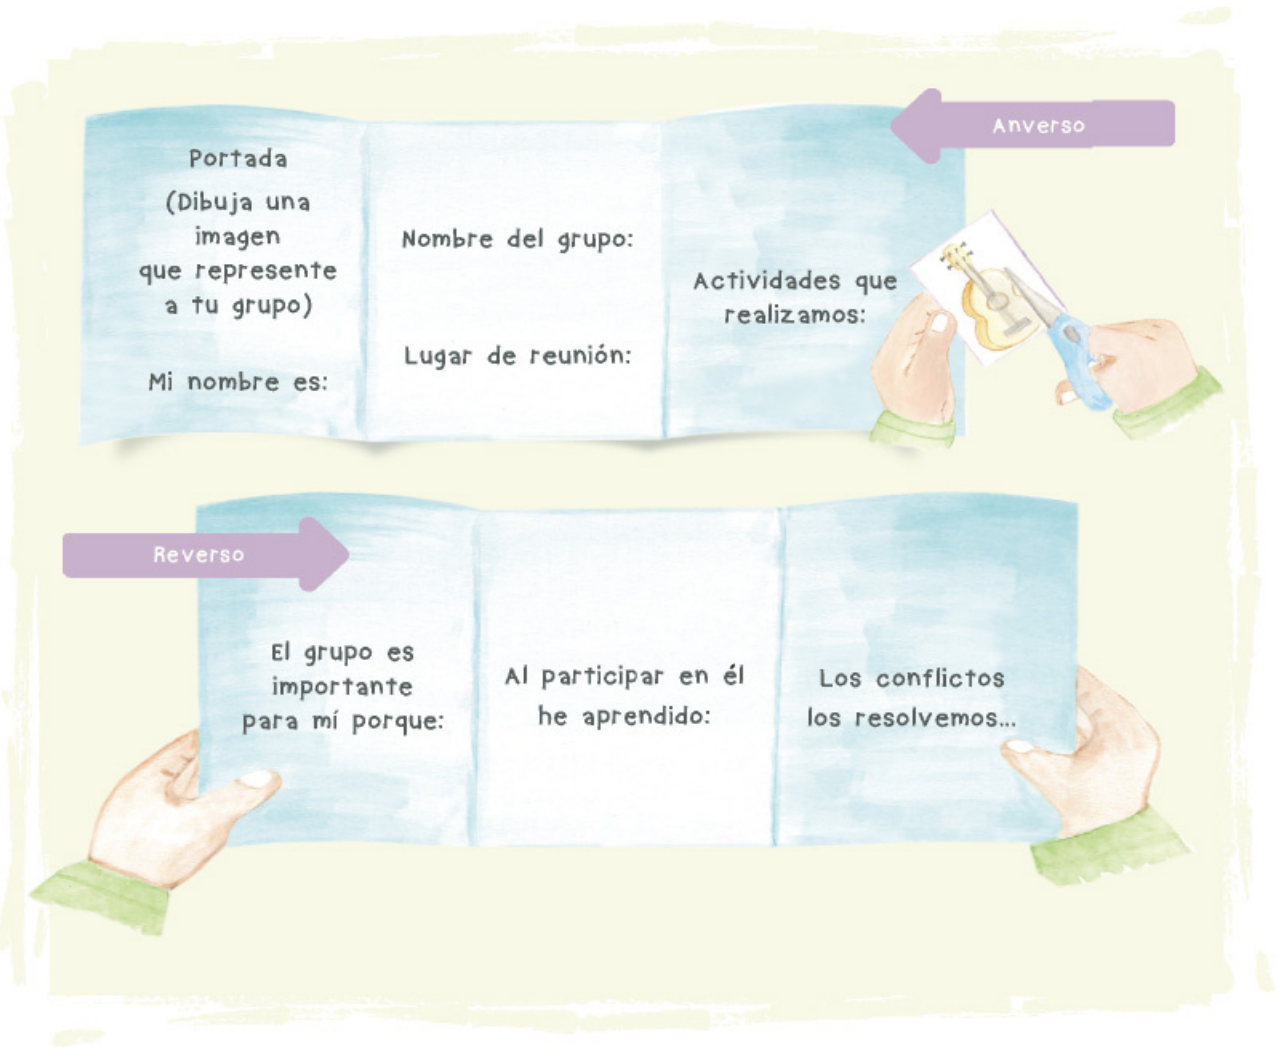 Anverso
Portada
(Dibuja una
imagen
que represente
a tu grupo)
Mi nombre es:
Nombre del grupo:
Lugar de reunión:
Actividades que
realizamos:
Reverso
El grupo es
importante
para mí porque:
Al participar en él
he aprendido:
Los conflictos
los resolvemos...